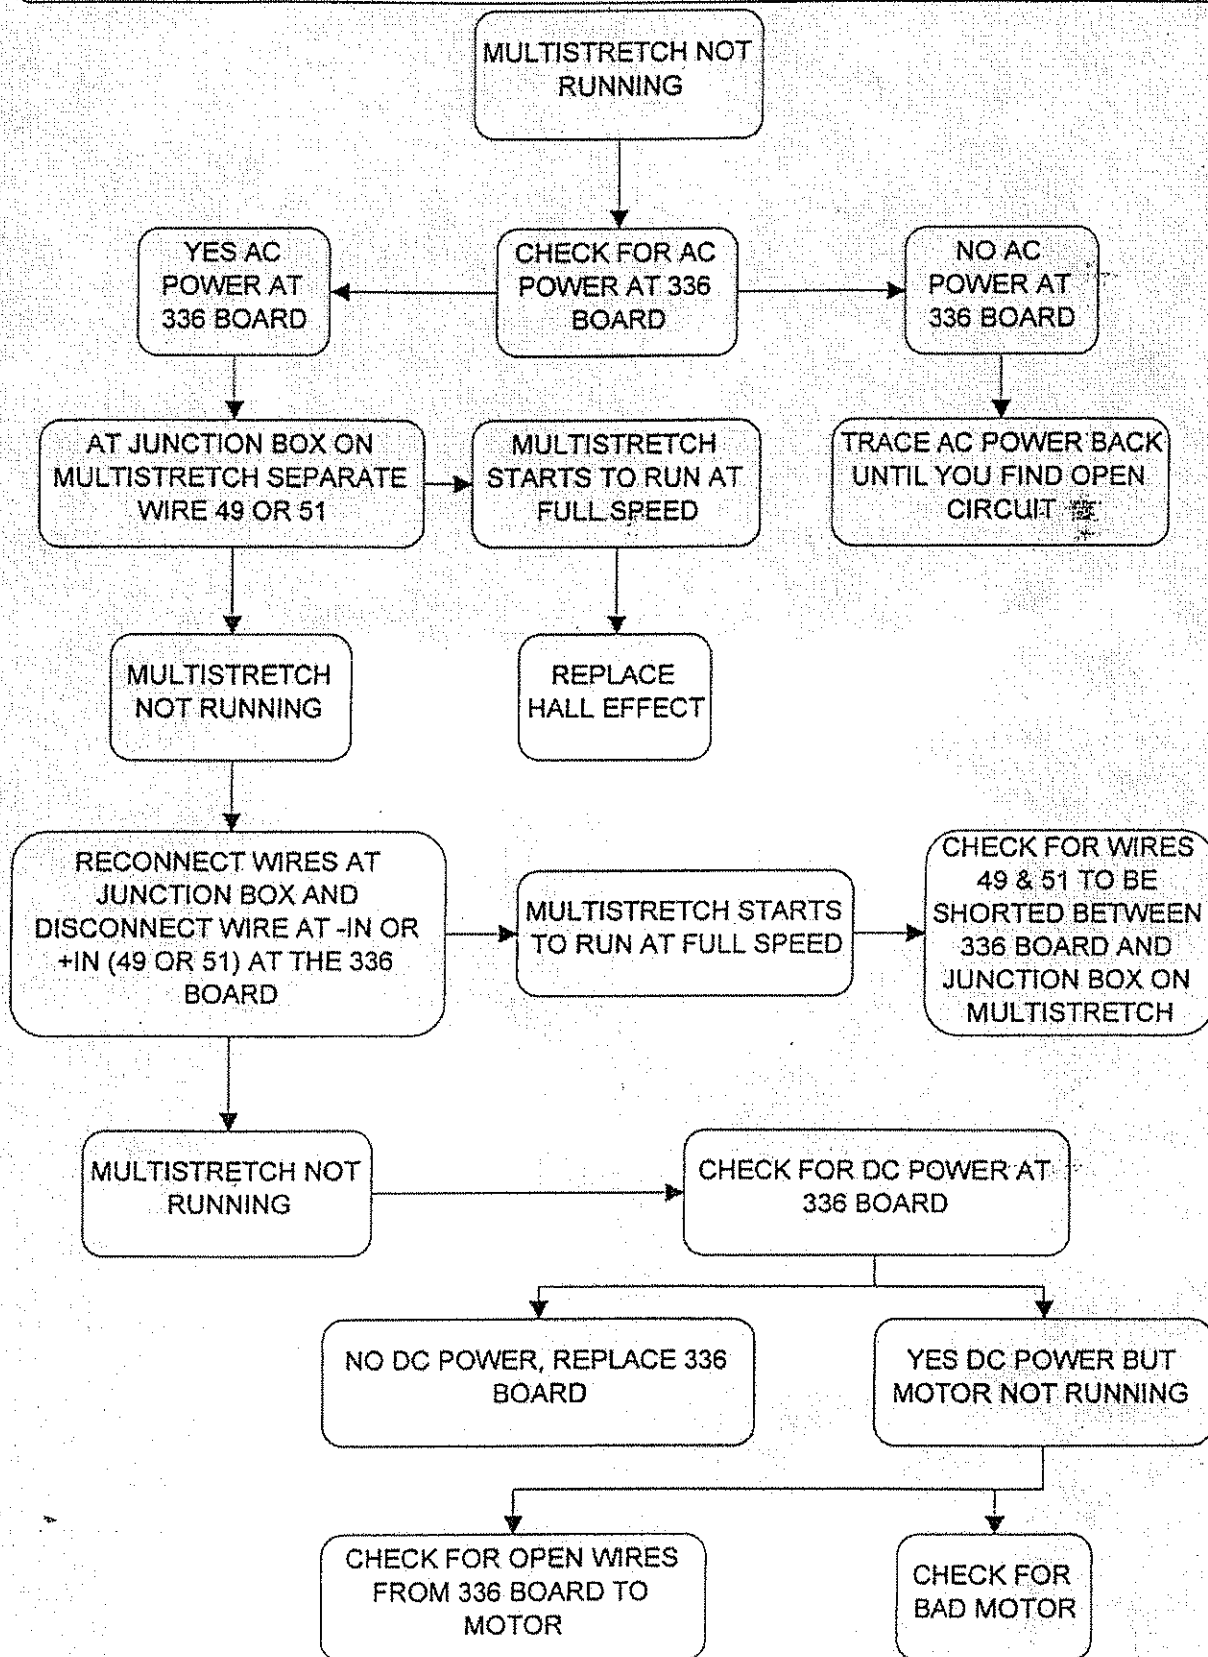 MULTISTRETCH NOT
RUNNING
YES AC
POWER AT
336 BOARD
CHECK FOR AC
POWER AT 336
BOARD
NO AC
POWER AT
336 BOARD
AT JUNCTION BOX ON
MULTISTRETCH SEPARATE
WIRE 49 OR 51
MULTISTRETCH
STARTS TO RUN AT
FULL SPEED
TRACE AC POWER BACK
UNTIL YOU FIND OPEN
CIRCUIT
MULTISTRETCH
NOT RUNNING
REPLACE
HALL EFFECT
RECONNECT WIRES AT
JUNCTION BOX AND
DISCONNECT WIRE AT -IN OR
+IN (49 OR 51) AT THE 336
BOARD
MULTISTRETCH STARTS
TO RUN AT FULL SPEED
CHECK FOR WIRES
49 & 51 TO BE
SHORTED BETWEEN
336 BOARD AND
JUNCTION BOX ON
MULTISTRETCH
MULTISTRETCH NOT
RUNNING
CHECK FOR DC POWER AT
336 BOARD
NO DC POWER, REPLACE 336
BOARD
YES DC POWER BUT
MOTOR NOT RUNNING
CHECK FOR OPEN WIRES
FROM 336 BOARD TO
MOTOR
CHECK FOR
BAD MOTOR